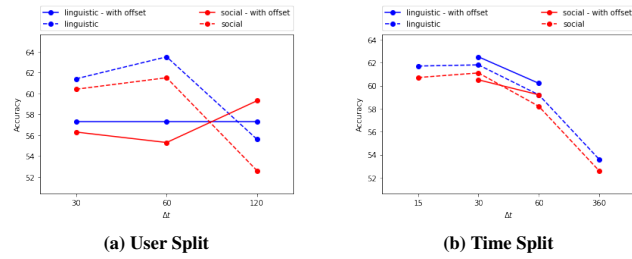 linguistic - with offset
linguistic
social - with offset
social
64
62
60
58
56
54
52
Accuracy
30
60
120
Δt
(a) User Split
linguistic - with offset
linguistic
social - with offset
social
64
62
60
58
56
54
52
Accuracy
15
30
60
360
Δt
(b) Time Split